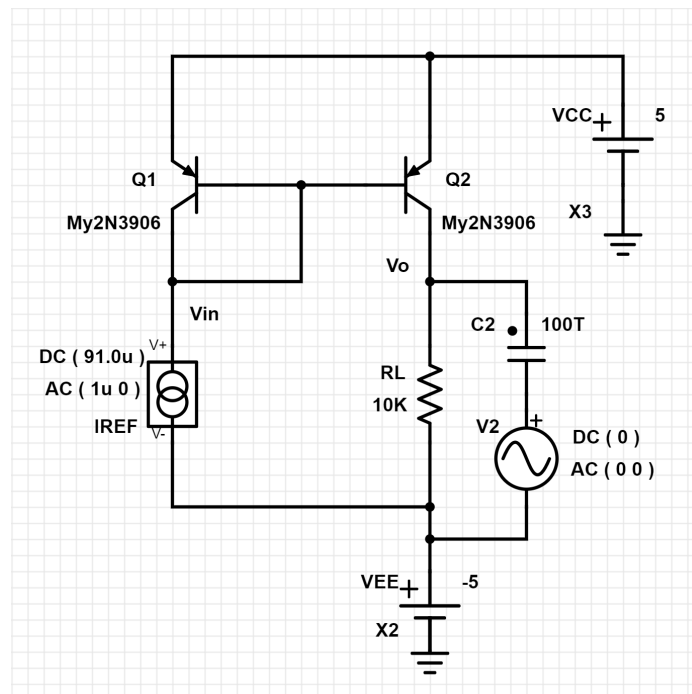 VCC
+
5
Q1
Q2
X3
My2N3906
My2N3906
Vo
Vin
C2
100T
V+
DC ( 91.0u )
AC ( 1u 0 )
IREF
V-
RL
10K
V2
+
DC ( 0 )
AC ( 0 0 )
VEE
+
-5
X2